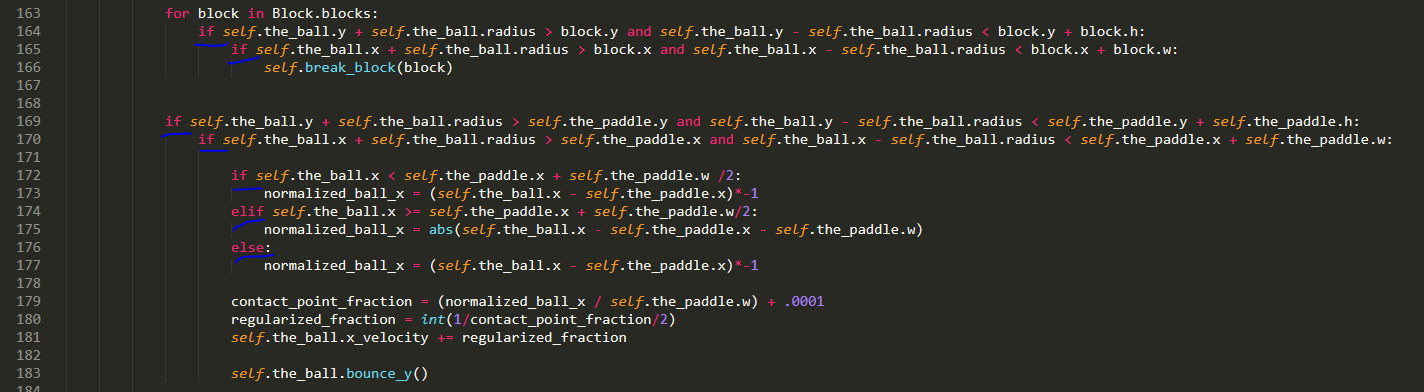 163 for block in Block.blocks:
164 if self.the_ball.y + self.the_ball.radius > block.y and self.the_ball.y - self.the_ball.radius < block.y + block.h:
165 if self.the_ball.x + self.the_ball.radius > block.x and self.the_ball.x - self.the_ball.radius < block.x + block.w:
166 self.break_block(block)
167
168
169 if self.the_ball.y + self.the_ball.radius > self.the_paddle.y and self.the_ball.y - self.the_ball.radius < self.the_paddle.y + self.the_paddle.h:
170 if self.the_ball.x + self.the_ball.radius > self.the_paddle.x and self.the_ball.x - self.the_ball.radius < self.the_paddle.x + self.the_paddle.w:
171
172 if self.the_ball.x < self.the_paddle.x + self.the_paddle.w /2:
173 normalized_ball_x = (self.the_ball.x - self.the_paddle.x)*-1
174 elif self.the_ball.x >= self.the_paddle.x + self.the_paddle.w/2:
175 normalized_ball_x = abs(self.the_ball.x - self.the_paddle.x - self.the_paddle.w)
176 else:
177 normalized_ball_x = (self.the_ball.x - self.the_paddle.x)*-1
178
179 contact_point_fraction = (normalized_ball_x / self.the_paddle.w) + .0001
180 regularized_fraction = int(1/contact_point_fraction/2)
181 self.the_ball.x_velocity += regularized_fraction
182
183 self.the_ball.bounce_y()
184